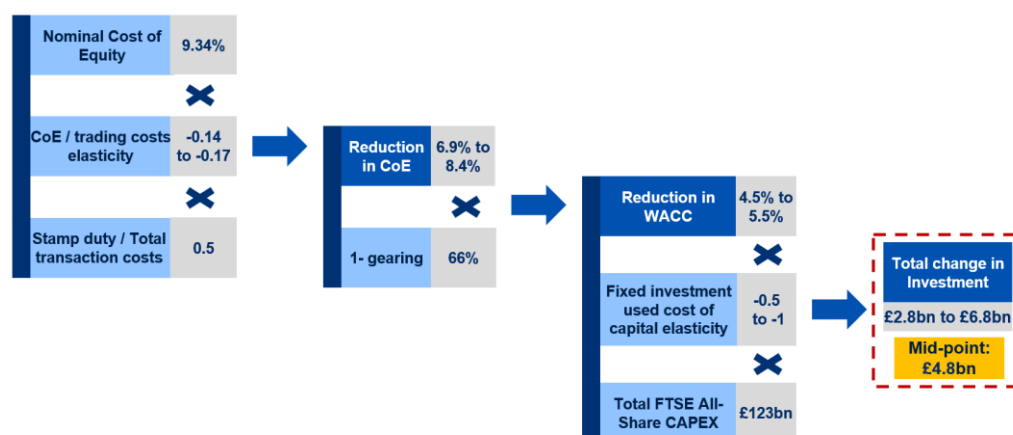 Nominal Cost of
Equity
9.34%
CoE / trading costs
elasticity
-0.14
to -0.17
Stamp duty / Total
transaction costs
0.5
Reduction
in CoE
6.9% to
8.4%
1- gearing
66%
Reduction in
WACC
4.5% to
5.5%
Fixed investment
used cost of
capital elasticity
-0.5
to -1
Total FTSE All-
Share CAPEX
£123bn
Total change in
Investment
£2.8bn to £6.8bn
Mid-point:
£4.8bn